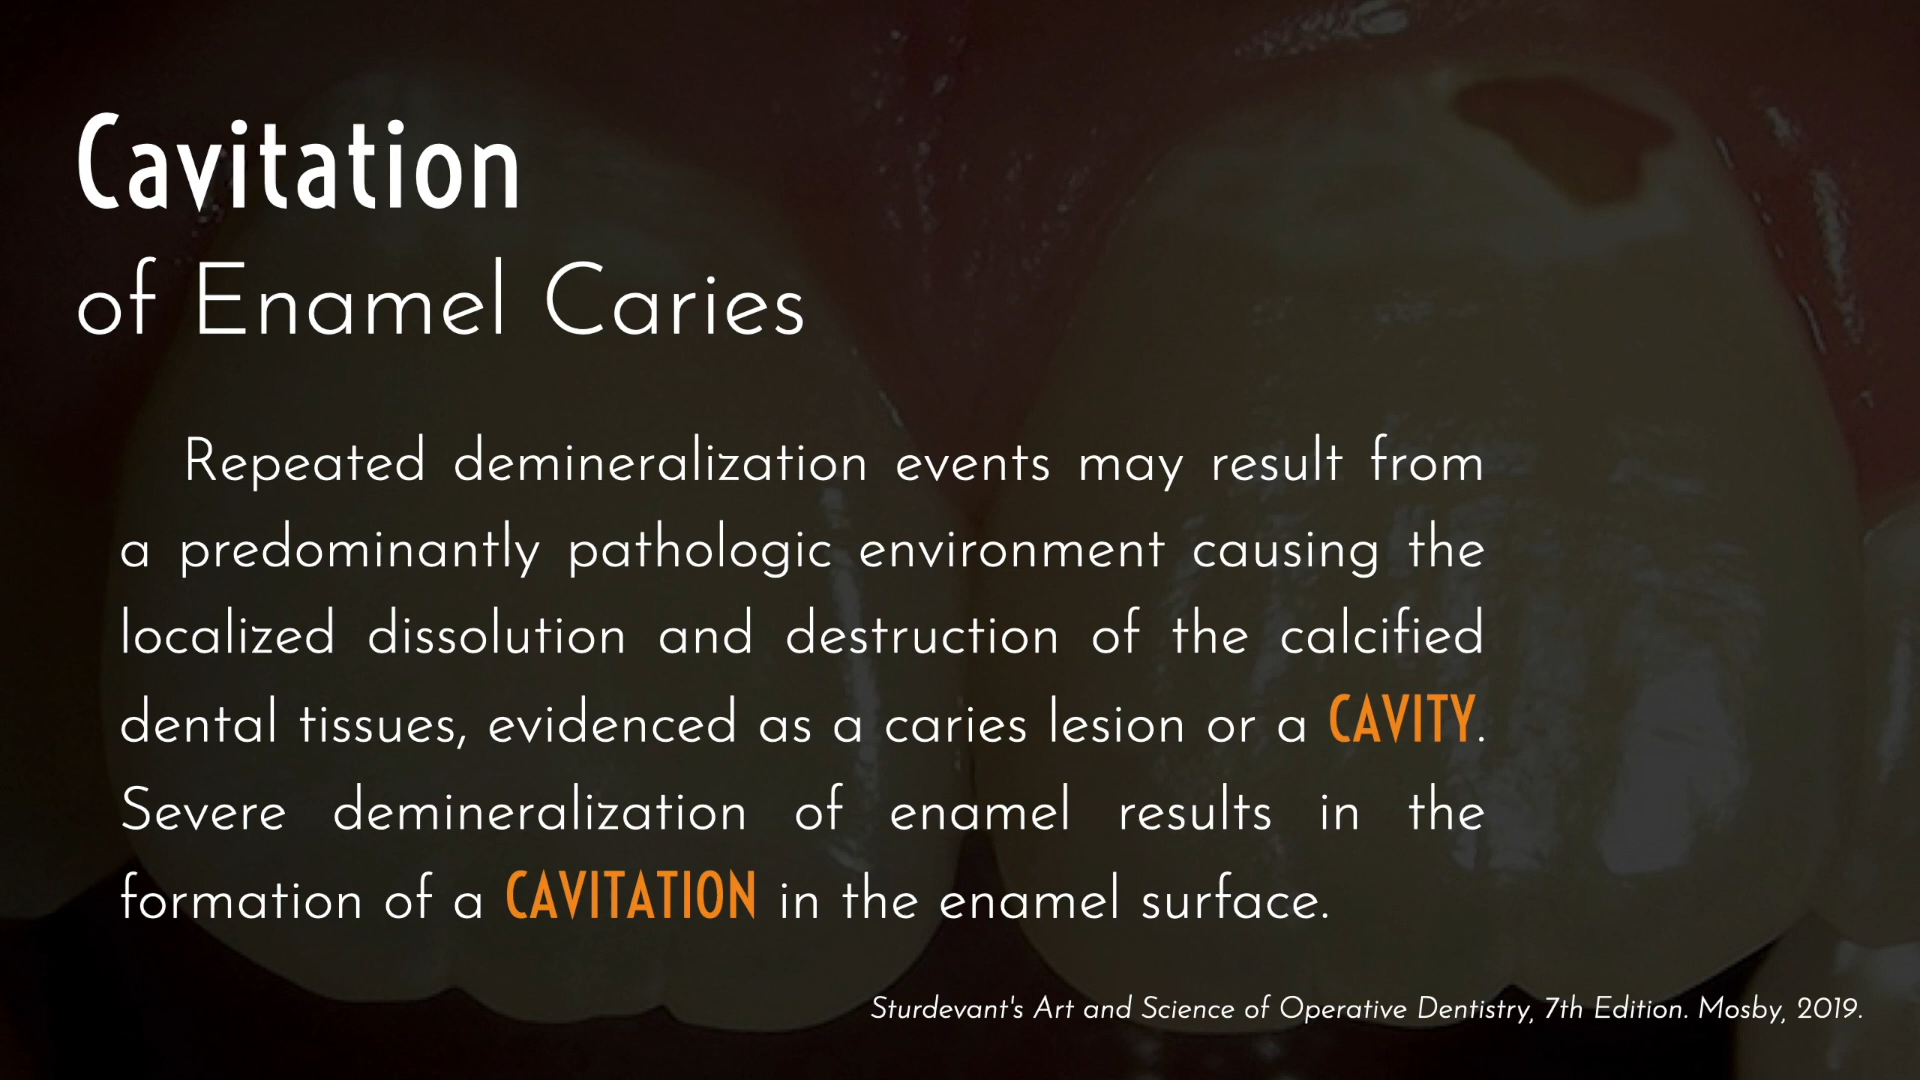 Cavitation
of Enamel Caries
Repeated demineralization events may result from
a predominantly pathologic environment causing the
localized dissolution and destruction of the calcified
dental tissues, evidenced as a caries lesion or a CAVITY.
Severe demineralization of enamel results in the
formation of a CAVITATION in the enamel surface.
Sturdevant's Art and Science of Operative Dentistry, 7th Edition. Mosby, 2019.